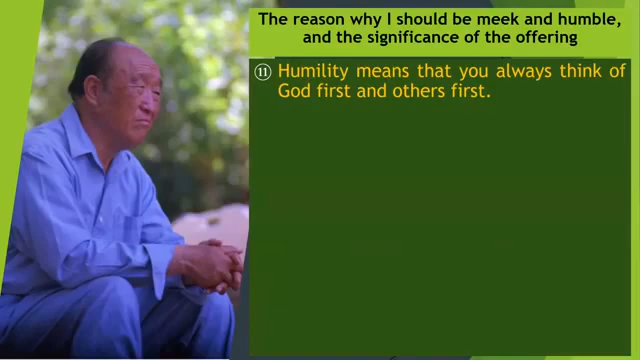 The reason why I should be meek and humble,
and the significance of the offering
⑪ Humility means that you always think of
God first and others first.